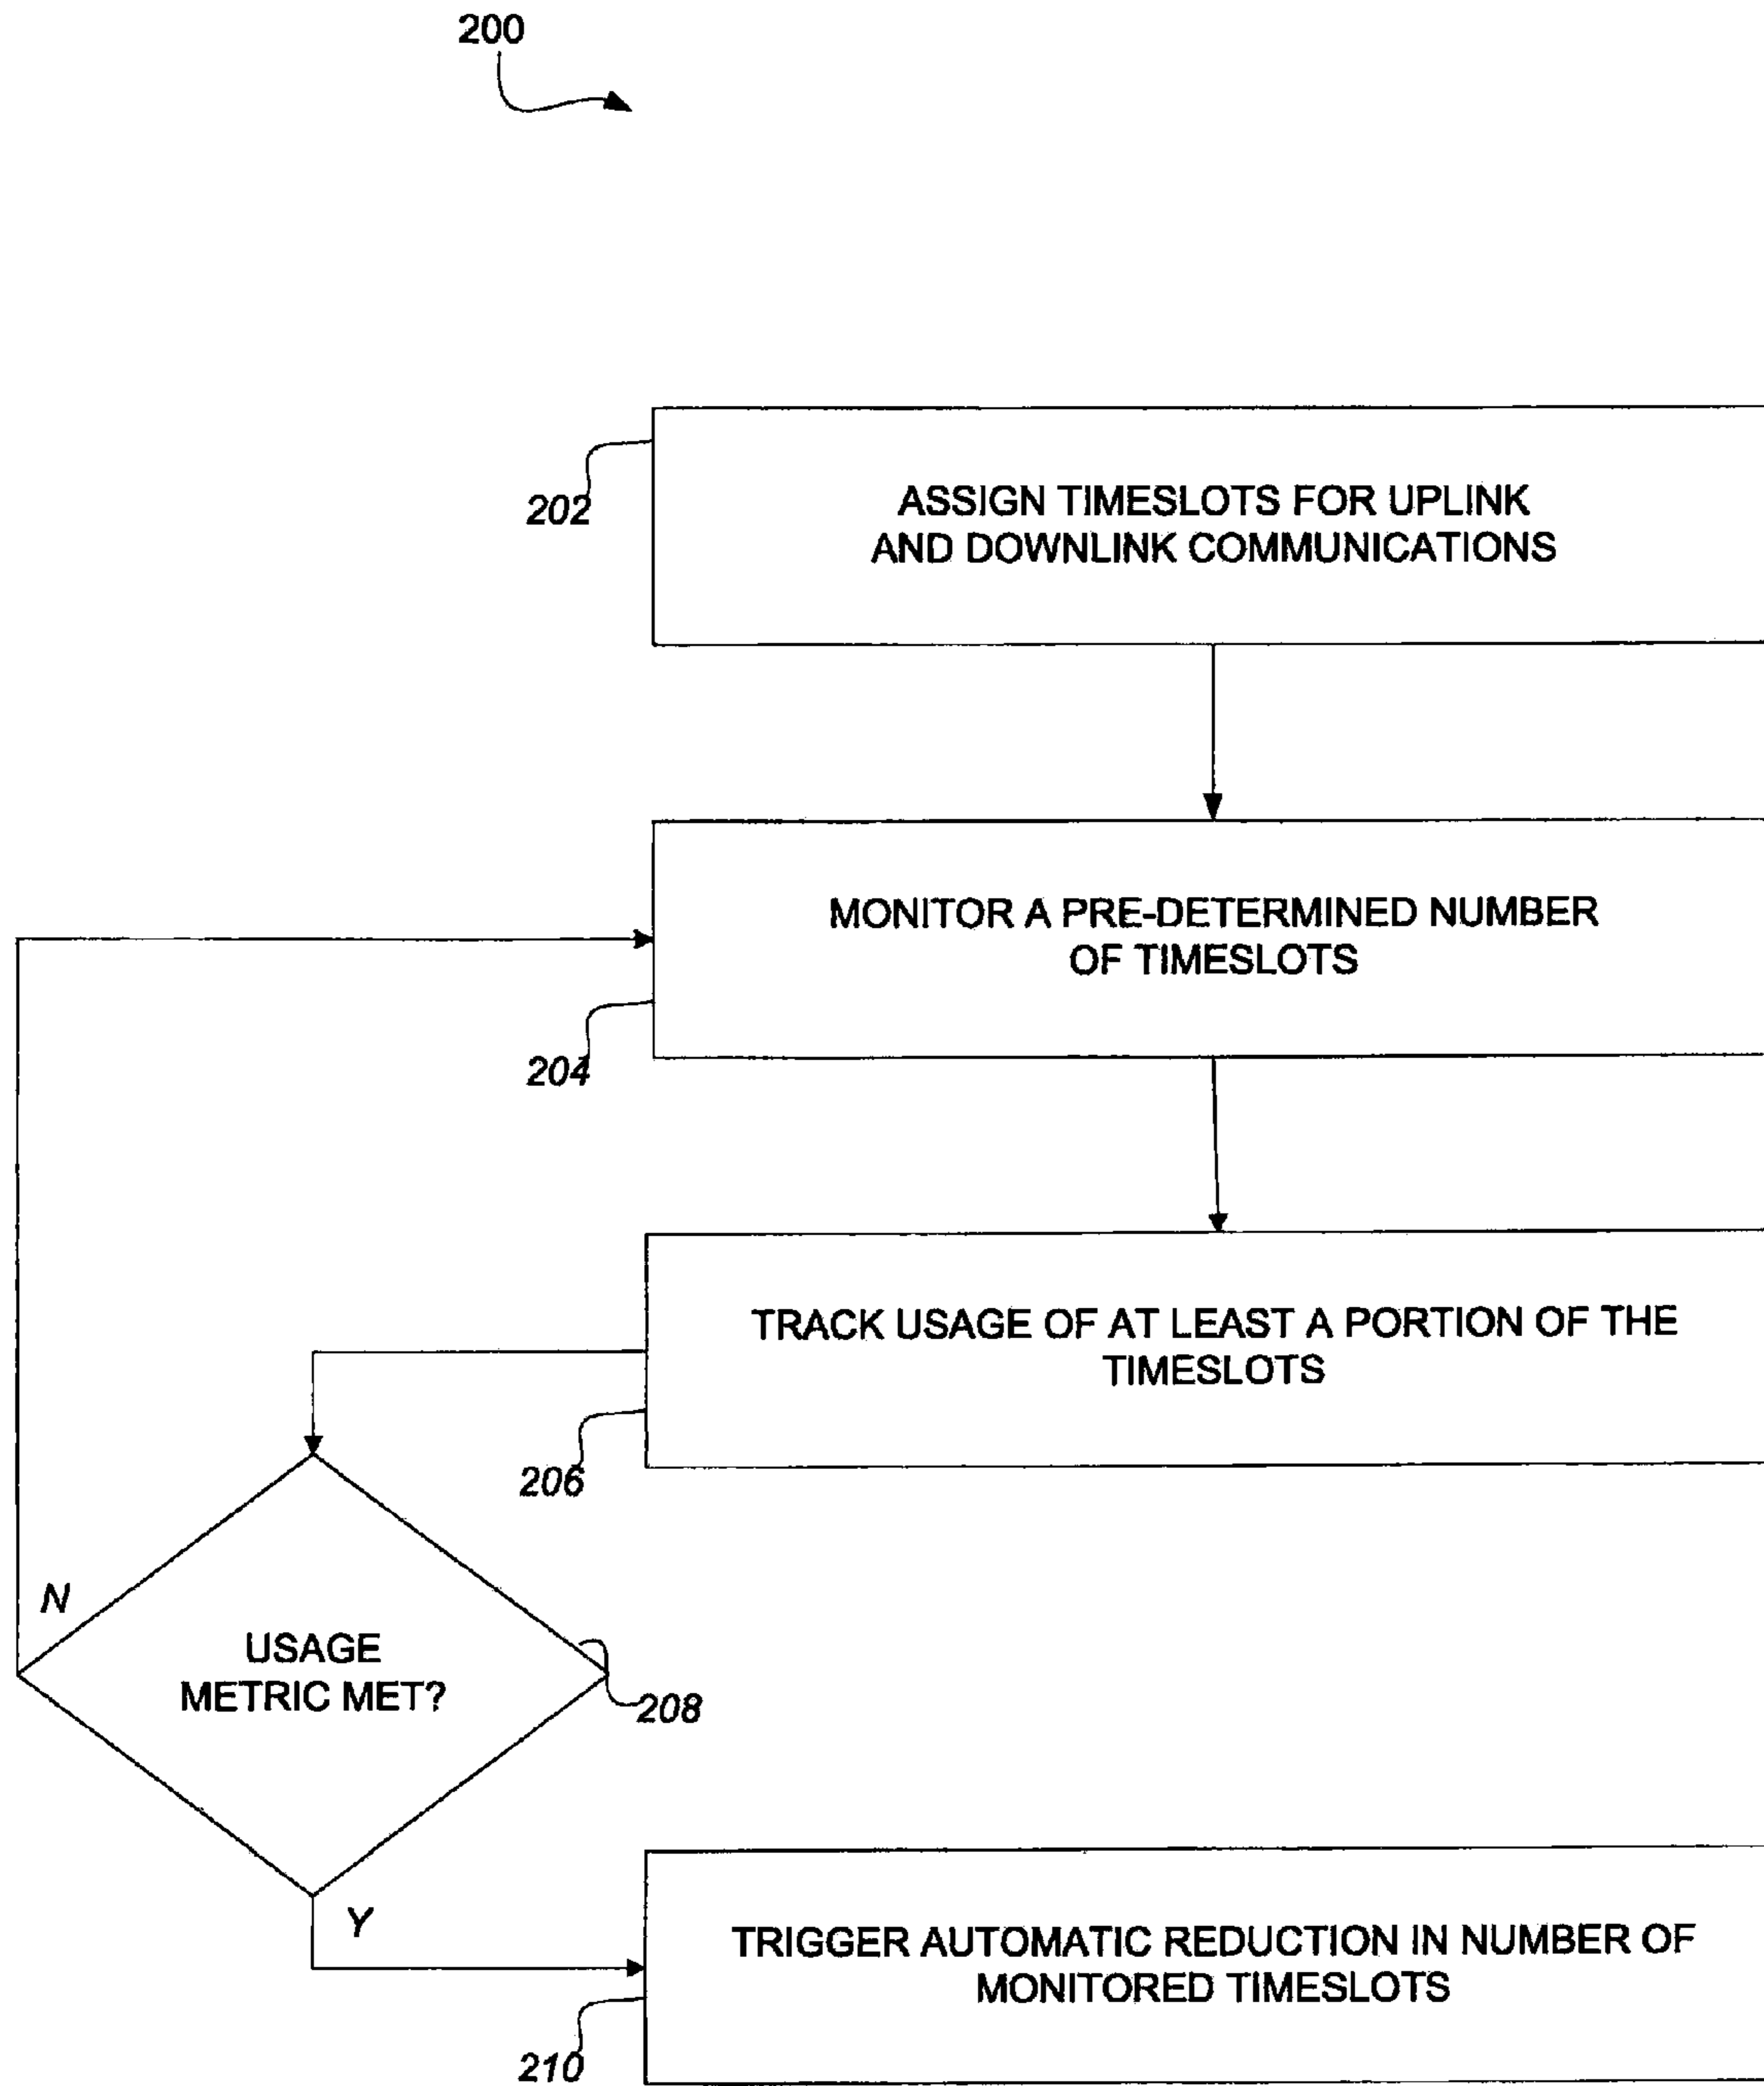 200
202
ASSIGN TIMESLOTS FOR UPLINK
AND DOWNLINK COMMUNICATIONS
MONITOR A PRE-DETERMINED NUMBER
OF TIMESLOTS
204
TRACK USAGE OF AT LEAST A PORTION OF THE
TIMESLOTS
206
N
USAGE
METRIC MET?
208
Y
TRIGGER AUTOMATIC REDUCTION IN NUMBER OF
MONITORED TIMESLOTS
210